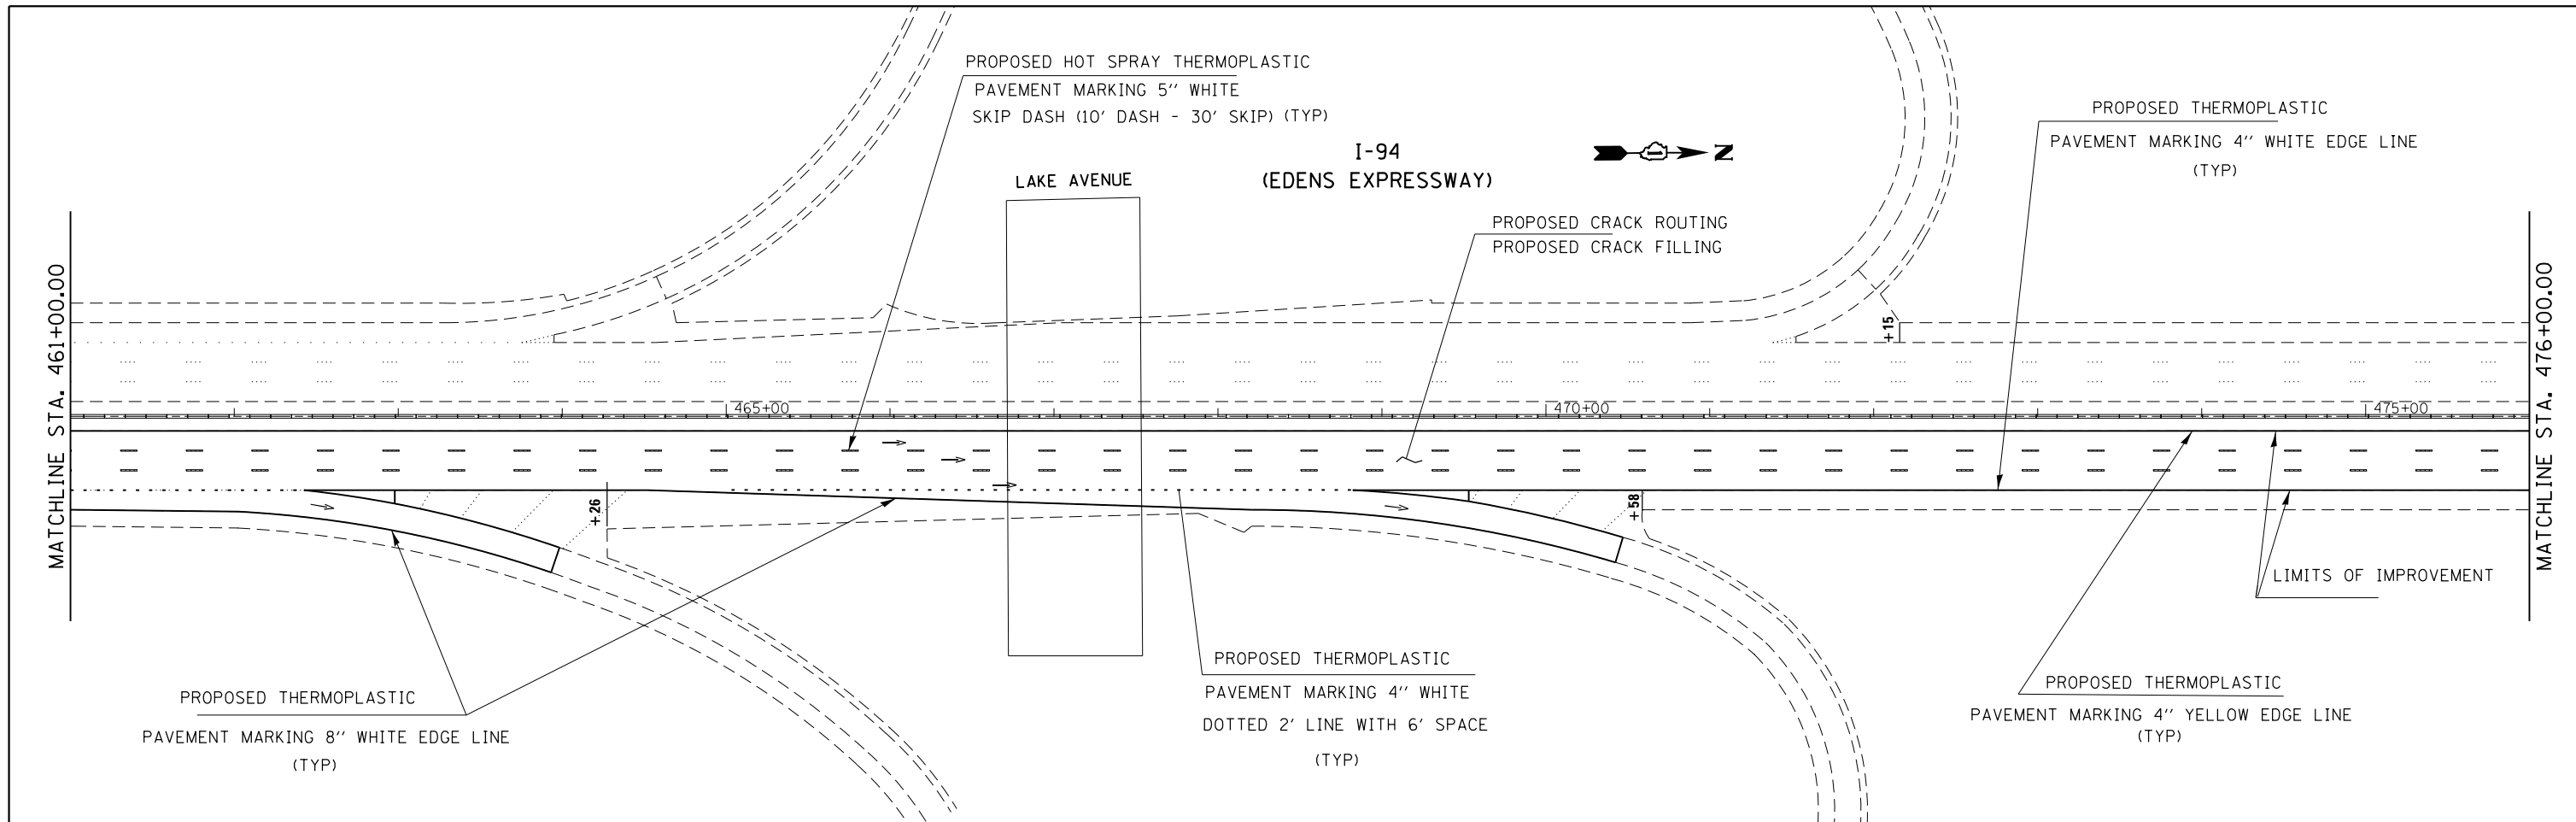 PROPOSED HOT SPRAY THERMOPLASTIC
PAVEMENT MARKING 5'' WHITE
SKIP DASH (10' DASH - 30' SKIP) (TYP)
I-94
(EDENS EXPRESSWAY)
N
PROPOSED THERMOPLASTIC
PAVEMENT MARKING 4'' WHITE EDGE LINE
(TYP)
LAKE AVENUE
PROPOSED CRACK ROUTING
PROPOSED CRACK FILLING
MATCHLINE STA. 461+00.00
+15
465+00
470+00
475+00
MATCHLINE STA. 476+00.00
+26
+58
LIMITS OF IMPROVEMENT
PROPOSED THERMOPLASTIC
PAVEMENT MARKING 8'' WHITE EDGE LINE
(TYP)
PROPOSED THERMOPLASTIC
PAVEMENT MARKING 4'' WHITE
DOTTED 2' LINE WITH 6' SPACE
(TYP)
PROPOSED THERMOPLASTIC
PAVEMENT MARKING 4'' YELLOW EDGE LINE
(TYP)